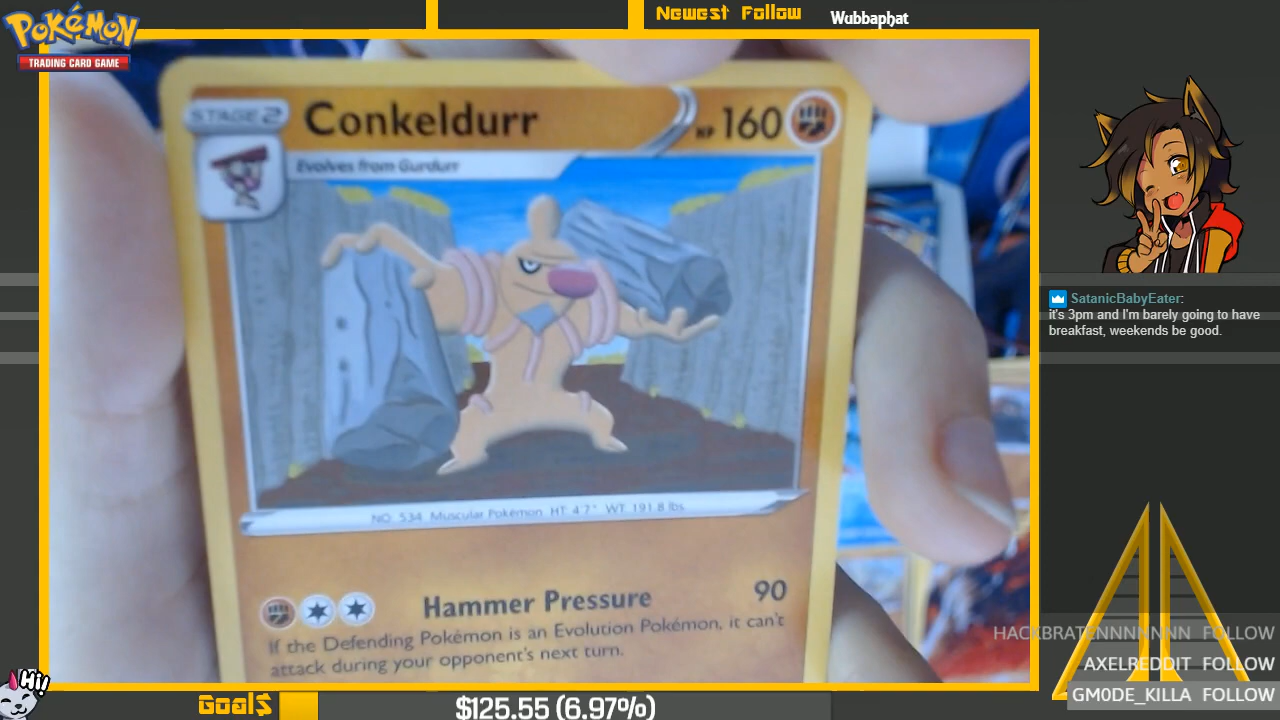 Newest Follow Wubbaphat
POKéMON
TRADING CARD GAME
STAGE 2 Conkeldurr HP 160
Evolves from Gurdurr
NO. 534 Muscular Pokémon HT: 4'7" WT: 191.8 lbs.
Hammer Pressure 90
If the Defending Pokémon is an Evolution Pokémon, it can't
attack during your opponent's next turn.
SatanicBabyEater:
it's 3pm and I'm barely going to have
breakfast, weekends be good.
HACKBRATENNNNNNN FOLLOW
AXELREDDIT FOLLOW
GM0DE_KILLA FOLLOW
Hi!
Goals $125.55 (6.97%)